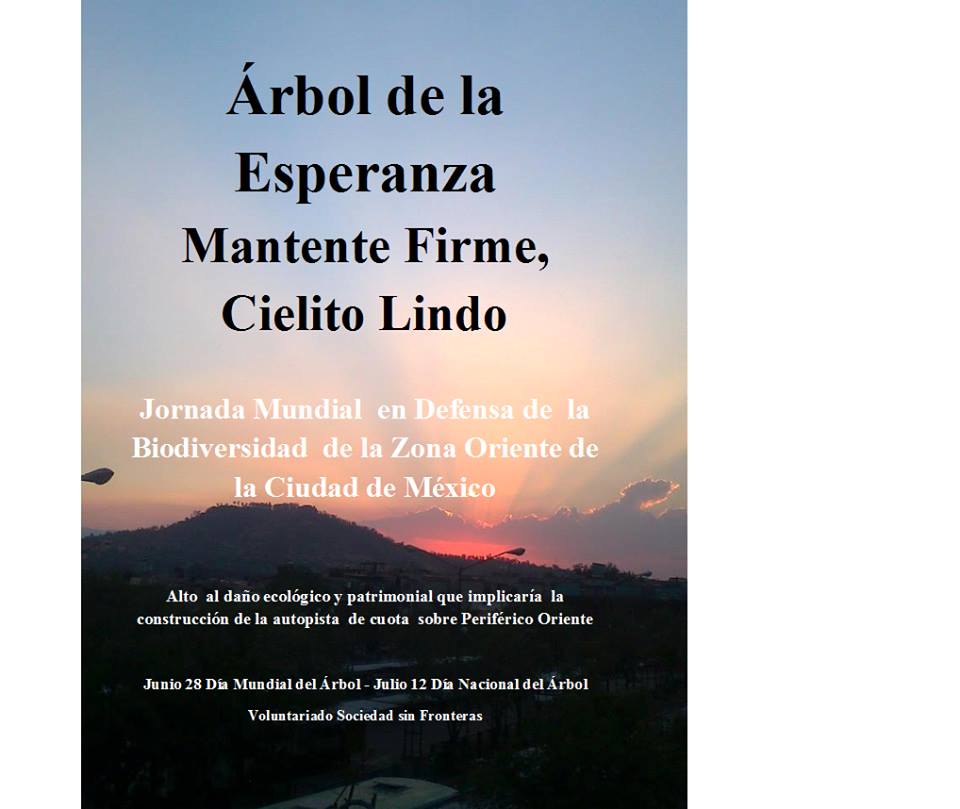 Árbol de la
Esperanza
Mantente Firme,
Cielito Lindo
Jornada Mundial en Defensa de la
Biodiversidad de la Zona Oriente de
la Ciudad de México
Alto al daño ecológico y patrimonial que implicaría la
construcción de la autopista de cuota sobre Periférico Oriente
Junio 28 Día Mundial del Árbol - Julio 12 Día Nacional del Árbol
Voluntariado Sociedad sin Fronteras